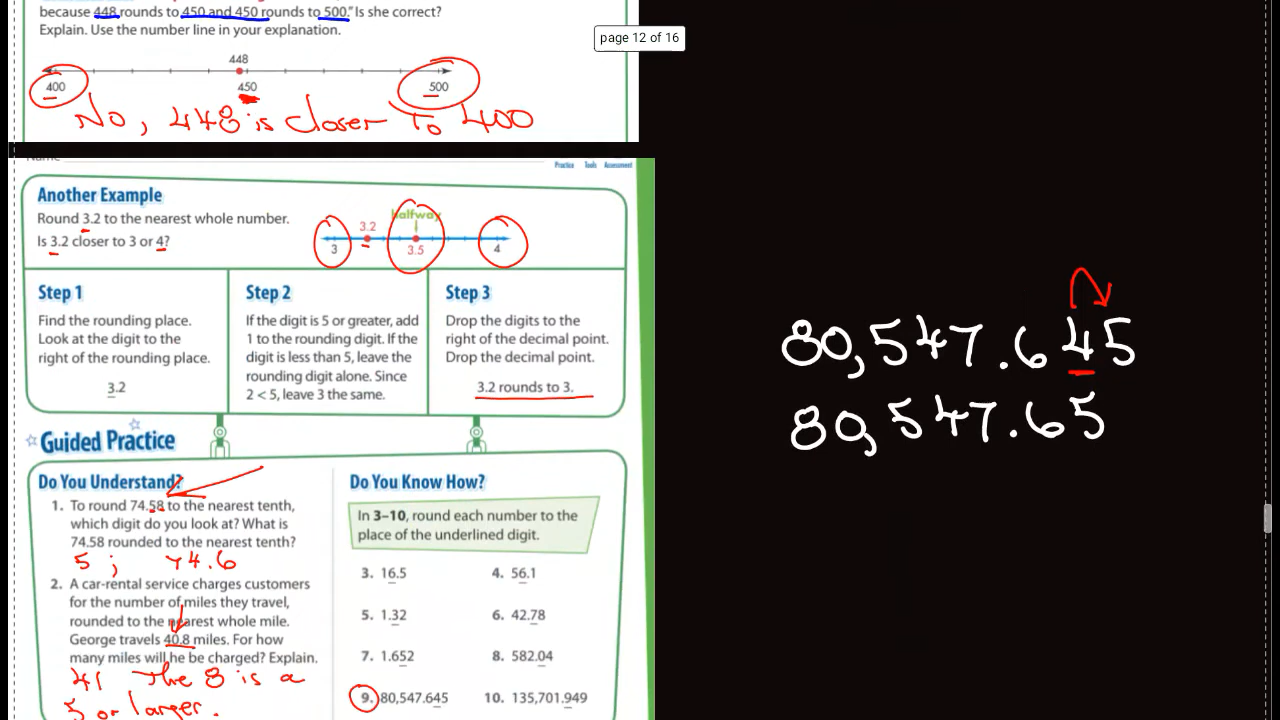 because 448 rounds to 450 and 450 rounds to 500." Is she correct?
Explain. Use the number line in your explanation.
page 12 of 16
448
400 450 500
No, 448 is closer To 400
Practice Tools Assessment
Another Example
Round 3.2 to the nearest whole number.
Is 3.2 closer to 3 or 4?
halfway
3.2
3 3.5 4
Step 1
Find the rounding place.
Look at the digit to the
right of the rounding place.
3.2
Step 2
If the digit is 5 or greater, add
1 to the rounding digit. If the
digit is less than 5, leave the
rounding digit alone. Since
2 < 5, leave 3 the same.
Step 3
Drop the digits to the
right of the decimal point.
Drop the decimal point.
3.2 rounds to 3.
80,547.645
80,547.65
Guided Practice
Do You Understand?
1. To round 74.58 to the nearest tenth,
which digit do you look at? What is
74.58 rounded to the nearest tenth?
5 ; 74.6
2. A car-rental service charges customers
for the number of miles they travel,
rounded to the nearest whole mile.
George travels 40.8 miles. For how
many miles will he be charged? Explain.
41 The 8 is a
5 or larger.
Do You Know How?
In 3–10, round each number to the
place of the underlined digit.
3. 16.5 4. 56.1
5. 1.32 6. 42.78
7. 1.652 8. 582.04
9. 80,547.645 10. 135,701.949